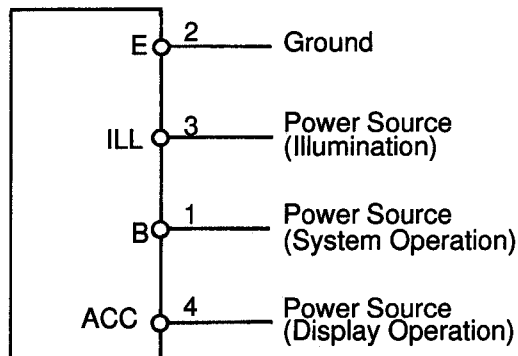 E 2 Ground
ILL 3 Power Source
(Illumination)
B 1 Power Source
(System Operation)
ACC 4 Power Source
(Display Operation)